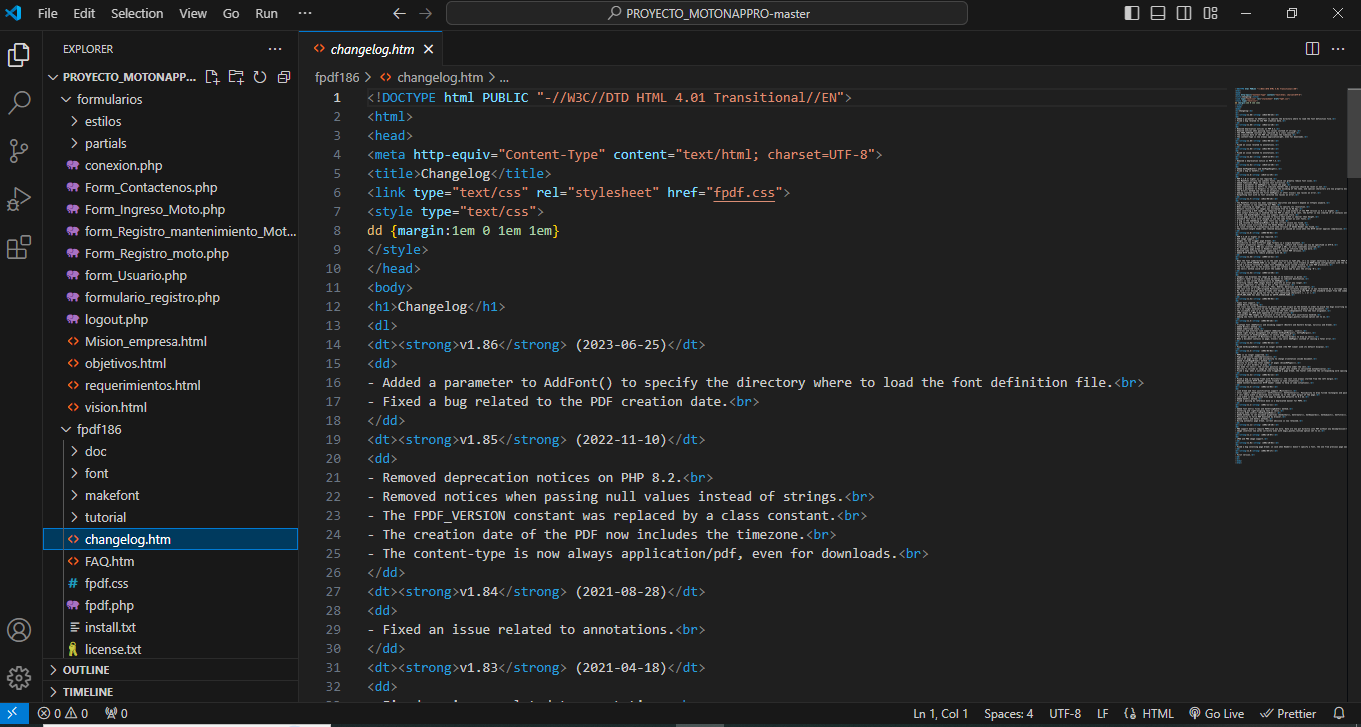 File Edit Selection View Go Run ···
PROYECTO_MOTONAPPRO-master
EXPLORER
PROYECTO_MOTONAPP...
formularios
estilos
partials
conexion.php
Form_Contactenos.php
Form_Ingreso_Moto.php
form_Registro_mantenimiento_Mot...
Form_Registro_moto.php
form_Usuario.php
formulario_registro.php
logout.php
Mision_empresa.html
objetivos.html
requerimientos.html
vision.html
fpdf186
doc
font
makefont
tutorial
changelog.htm
FAQ.htm
fpdf.css
fpdf.php
install.txt
license.txt
OUTLINE
TIMELINE
changelog.htm
fpdf186 > changelog.htm > ...
1 <!DOCTYPE html PUBLIC "-//W3C//DTD HTML 4.01 Transitional//EN">
2 <html>
3 <head>
4 <meta http-equiv="Content-Type" content="text/html; charset=UTF-8">
5 <title>Changelog</title>
6 <link type="text/css" rel="stylesheet" href="fpdf.css">
7 <style type="text/css">
8 dd {margin:1em 0 1em 1em}
9 </style>
10 </head>
11 <body>
12 <h1>Changelog</h1>
13 <dl>
14 <dt><strong>v1.86</strong> (2023-06-25)</dt>
15 <dd>
16 - Added a parameter to AddFont() to specify the directory where to load the font definition file.<br>
17 - Fixed a bug related to the PDF creation date.<br>
18 </dd>
19 <dt><strong>v1.85</strong> (2022-11-10)</dt>
20 <dd>
21 - Removed deprecation notices on PHP 8.2.<br>
22 - Removed notices when passing null values instead of strings.<br>
23 - The FPDF_VERSION constant was replaced by a class constant.<br>
24 - The creation date of the PDF now includes the timezone.<br>
25 - The content-type is now always application/pdf, even for downloads.<br>
26 </dd>
27 <dt><strong>v1.84</strong> (2021-08-28)</dt>
28 <dd>
29 - Fixed an issue related to annotations.<br>
30 </dd>
31 <dt><strong>v1.83</strong> (2021-04-18)</dt>
32 <dd>
0 0 0 Ln 1, Col 1 Spaces: 4 UTF-8 LF HTML Go Live Prettier